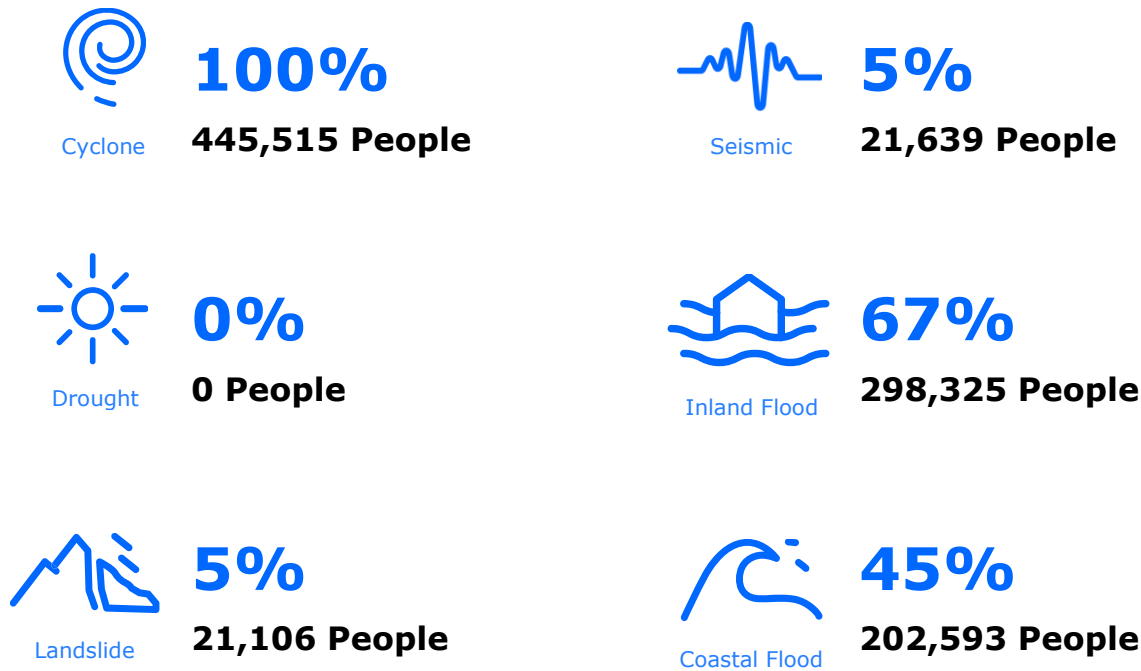 100%
445,515 People
Cyclone
5%
21,639 People
Seismic
0%
0 People
Drought
67%
298,325 People
Inland Flood
5%
21,106 People
Landslide
45%
202,593 People
Coastal Flood